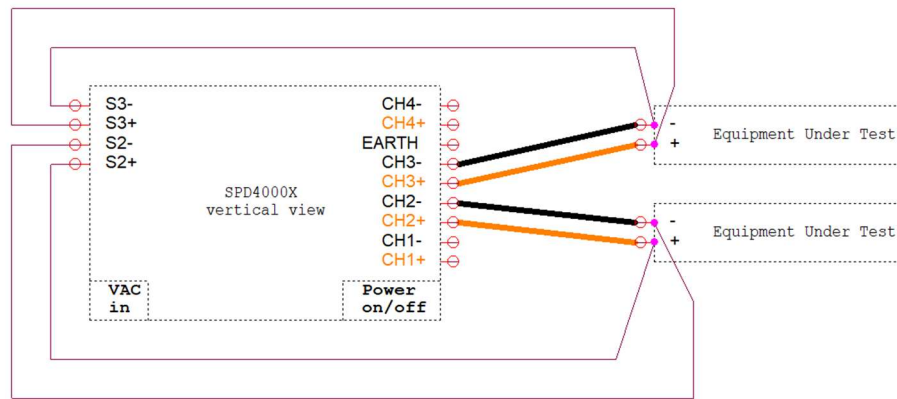 S3-
S3+
S2-
S2+
SPD4000X
vertical view
CH4-
CH4+
EARTH
CH3-
CH3+
CH2-
CH2+
CH1-
CH1+
VAC
in
Power
on/off
-
+
Equipment Under Test
-
+
Equipment Under Test